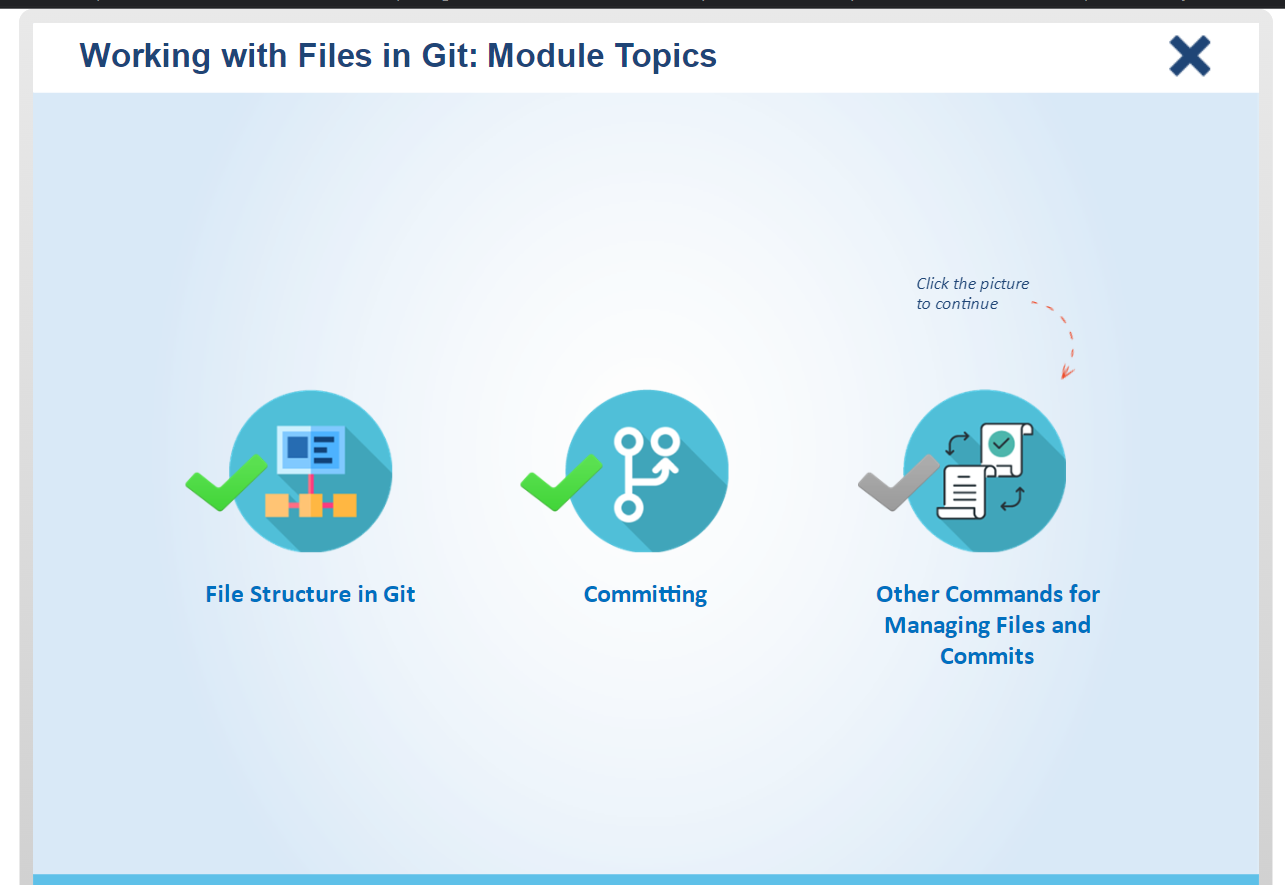 Working with Files in Git: Module Topics
Click the picture
to continue
File Structure in Git
Committing
Other Commands for
Managing Files and
Commits